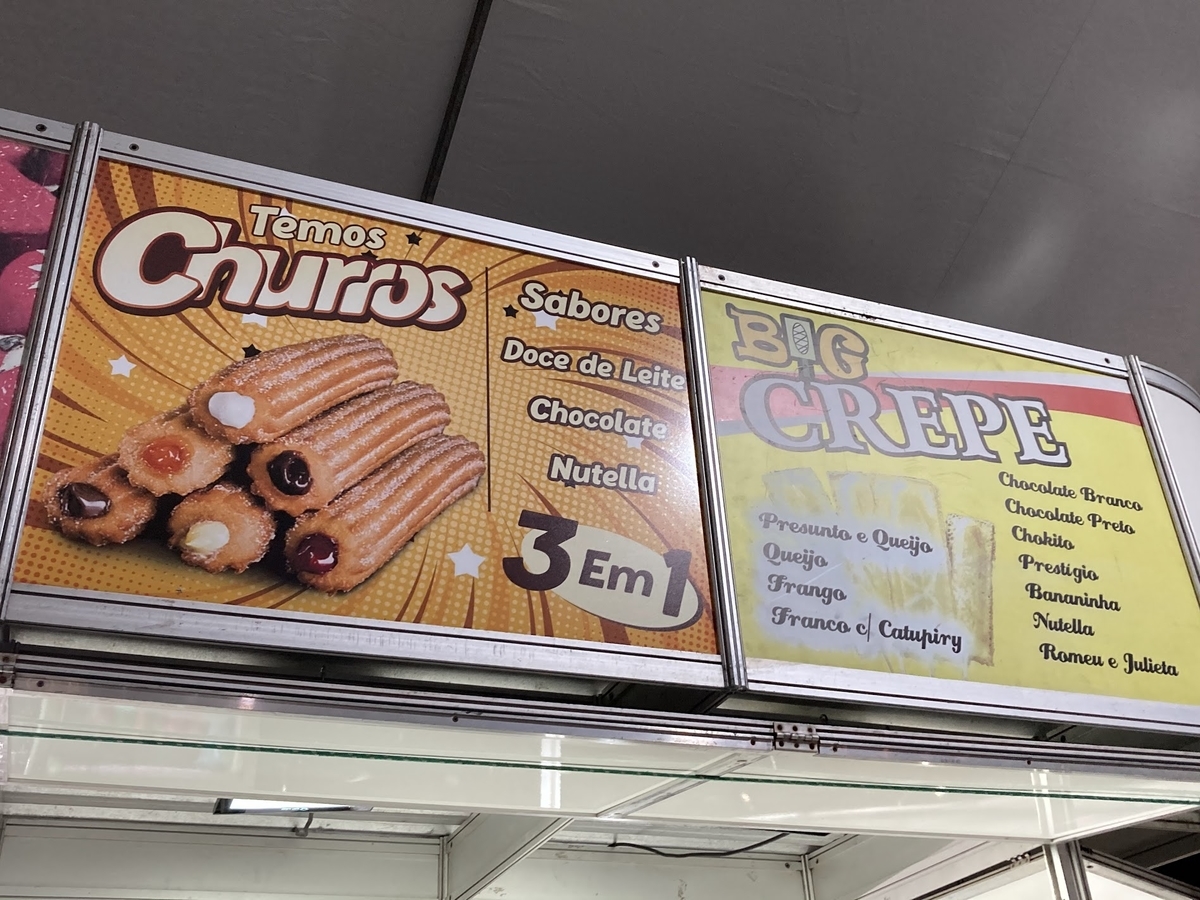 Temos
Churros
Sabores
Doce de Leite
Chocolate
Nutella
3 Em 1
BIG
CREPE
Presunto e Queijo
Queijo
Frango
Franco c/ Catupiry
Chocolate Branco
Chocolate Preto
Chokito
Prestigio
Bananinha
Nutella
Romeu e Julieta